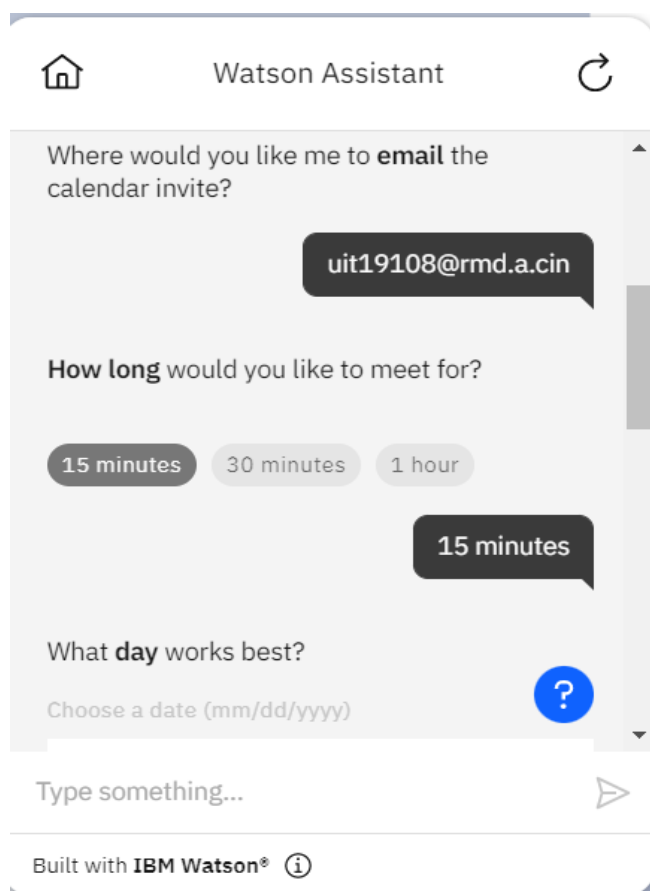 Watson Assistant
Where would you like me to email the
calendar invite?
uit19108@rmd.a.cin
How long would you like to meet for?
15 minutes 30 minutes 1 hour
15 minutes
What day works best?
?
Choose a date (mm/dd/yyyy)
Type something...
Built with IBM Watson®